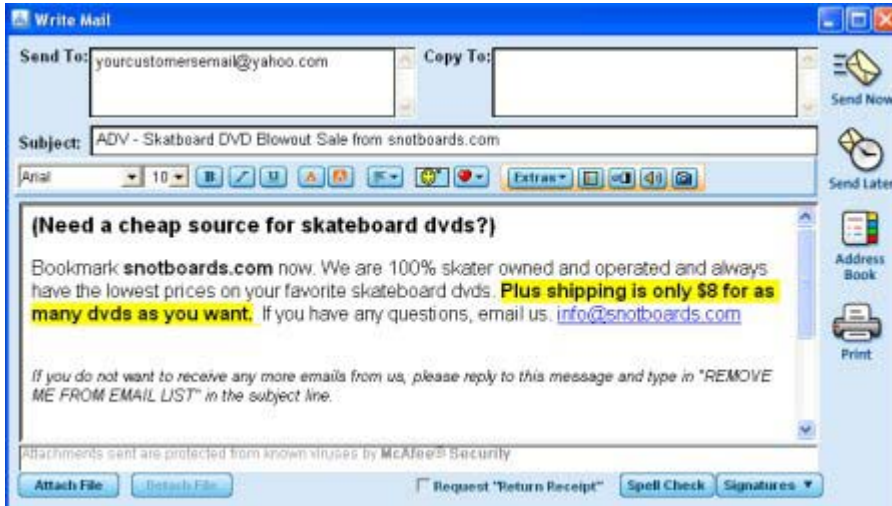 Write Mail
Send To: yourcustomersemail@yahoo.com Copy To:
Send Now
Subject: ADV - Skatboard DVD Blowout Sale from snotboards.com
Arial 10 B I U A A Extras
Send Later
(Need a cheap source for skateboard dvds?)
Bookmark snotboards.com now. We are 100% skater owned and operated and always
have the lowest prices on your favorite skateboard dvds. Plus shipping is only $8 for as
many dvds as you want. If you have any questions, email us. info@snotboards.com
Address
Book
Print
If you do not want to receive any more emails from us, please reply to this message and type in "REMOVE
ME FROM EMAIL LIST" in the subject line.
Attachments sent are protected from known viruses by McAfee® Security
Attach File Detach File Request "Return Receipt" Spell Check Signatures